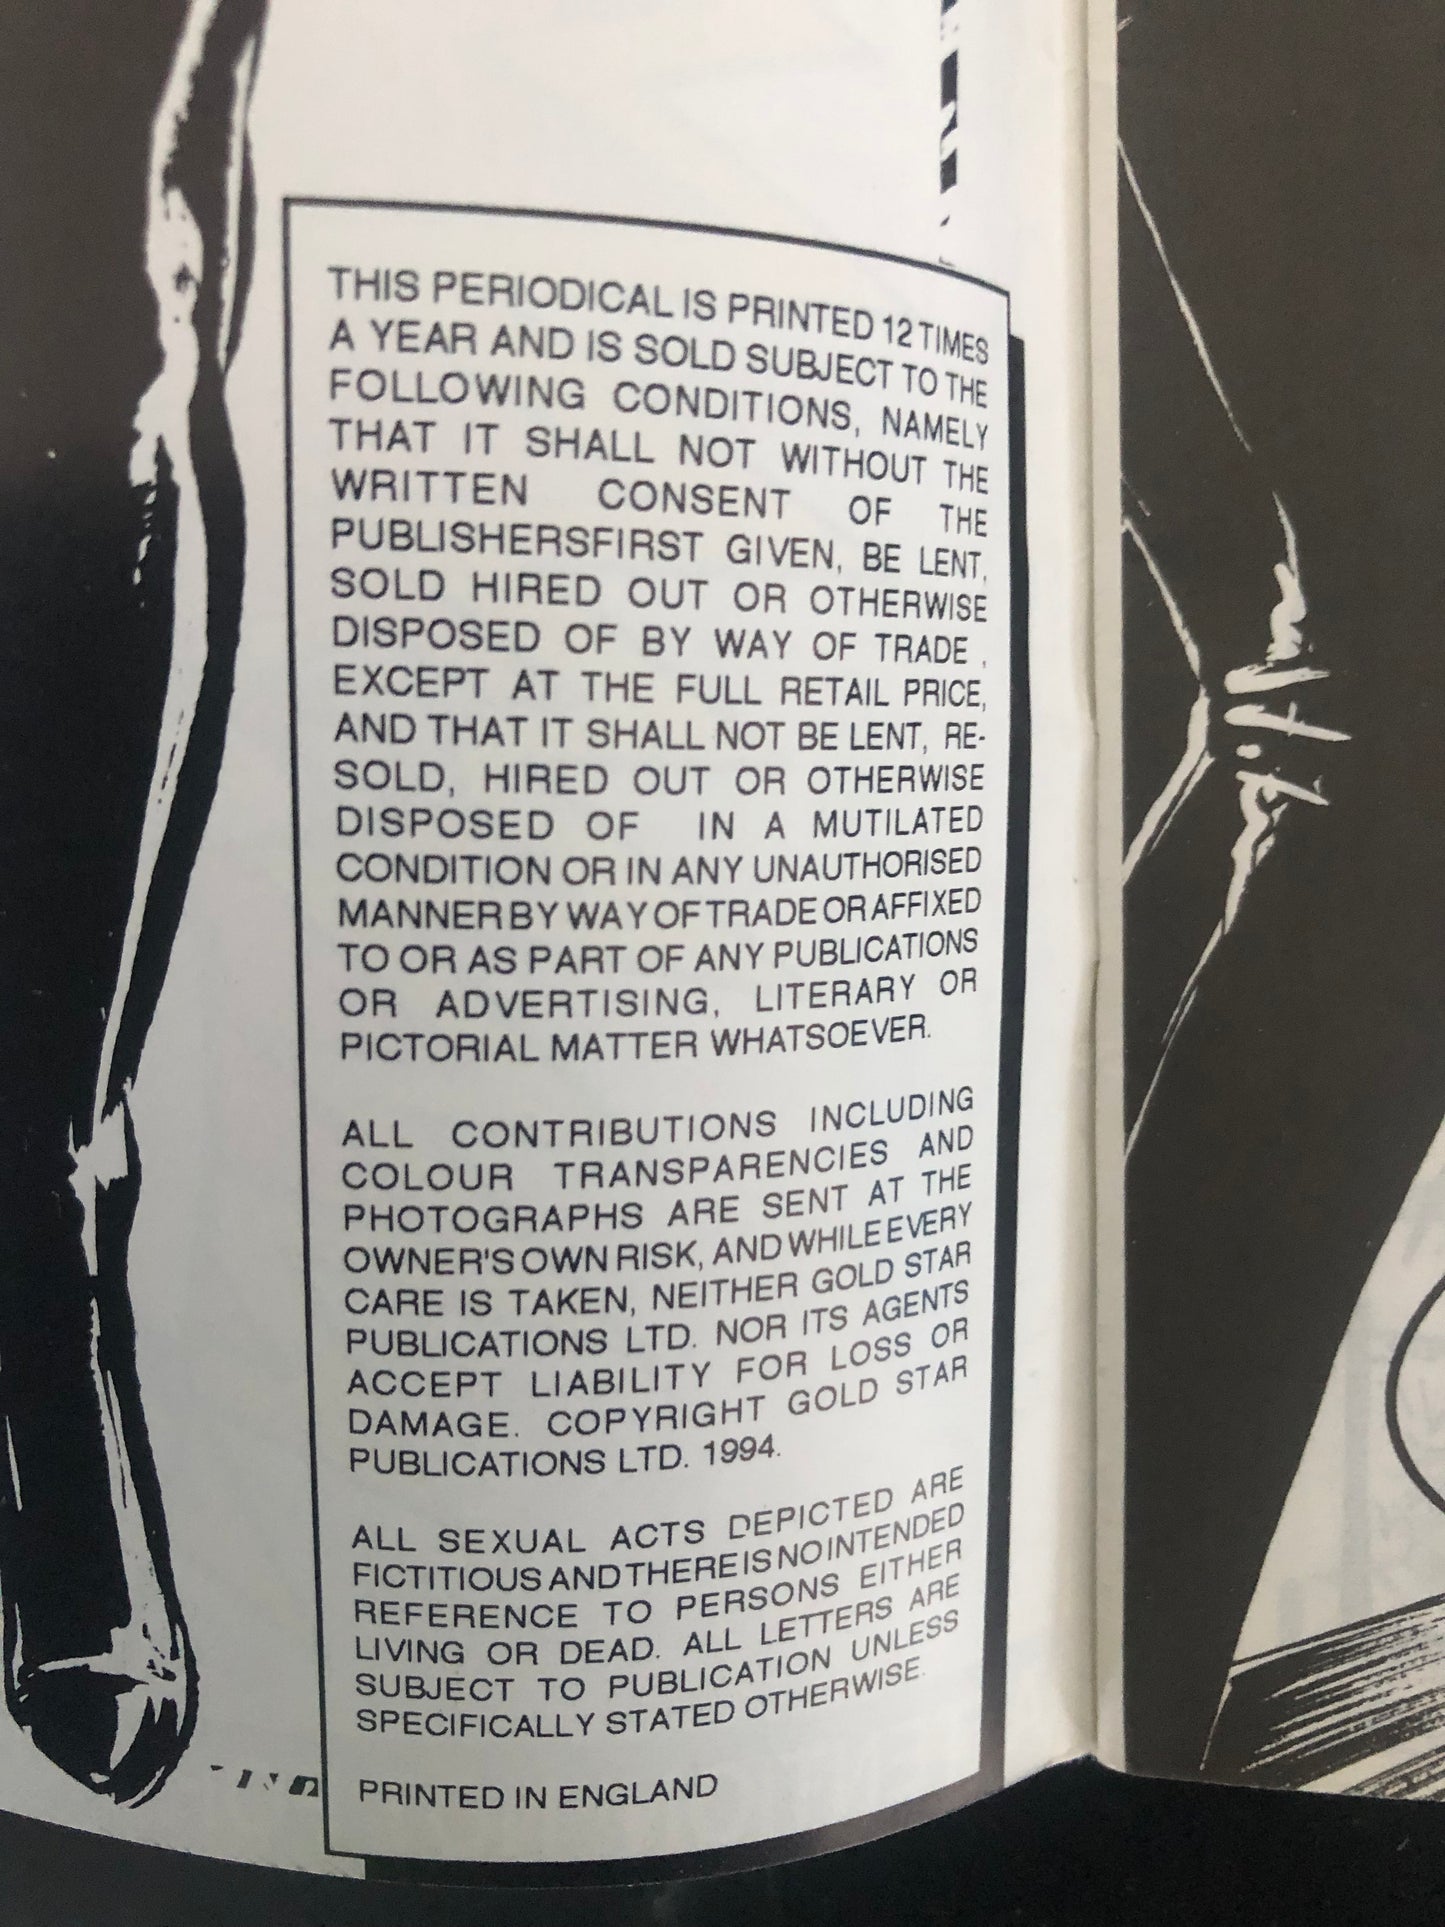 THIS PERIODICAL IS PRINTED 12 TIMES
A YEAR AND IS SOLD SUBJECT TO THE
FOLLOWING CONDITIONS, NAMELY
THAT IT SHALL NOT WITHOUT THE
WRITTEN CONSENT OF THE
PUBLISHERSFIRST GIVEN, BE LENT,
SOLD HIRED OUT OR OTHERWISE
DISPOSED OF BY WAY OF TRADE ,
EXCEPT AT THE FULL RETAIL PRICE,
AND THAT IT SHALL NOT BE LENT, RE-
SOLD, HIRED OUT OR OTHERWISE
DISPOSED OF IN A MUTILATED
CONDITION OR IN ANY UNAUTHORISED
MANNER BY WAY OF TRADE OR AFFIXED
TO OR AS PART OF ANY PUBLICATIONS
OR ADVERTISING, LITERARY OR
PICTORIAL MATTER WHATSOEVER.
ALL CONTRIBUTIONS INCLUDING
COLOUR TRANSPARENCIES AND
PHOTOGRAPHS ARE SENT AT THE
OWNER'S OWN RISK, AND WHILE EVERY
CARE IS TAKEN, NEITHER GOLD STAR
PUBLICATIONS LTD. NOR ITS AGENTS
ACCEPT LIABILITY FOR LOSS OR
DAMAGE. COPYRIGHT GOLD STAR
PUBLICATIONS LTD. 1994.
ALL SEXUAL ACTS DEPICTED ARE
FICTITIOUS AND THERE IS NO INTENDED
REFERENCE TO PERSONS EITHER
LIVING OR DEAD. ALL LETTERS ARE
SUBJECT TO PUBLICATION UNLESS
SPECIFICALLY STATED OTHERWISE.
PRINTED IN ENGLAND